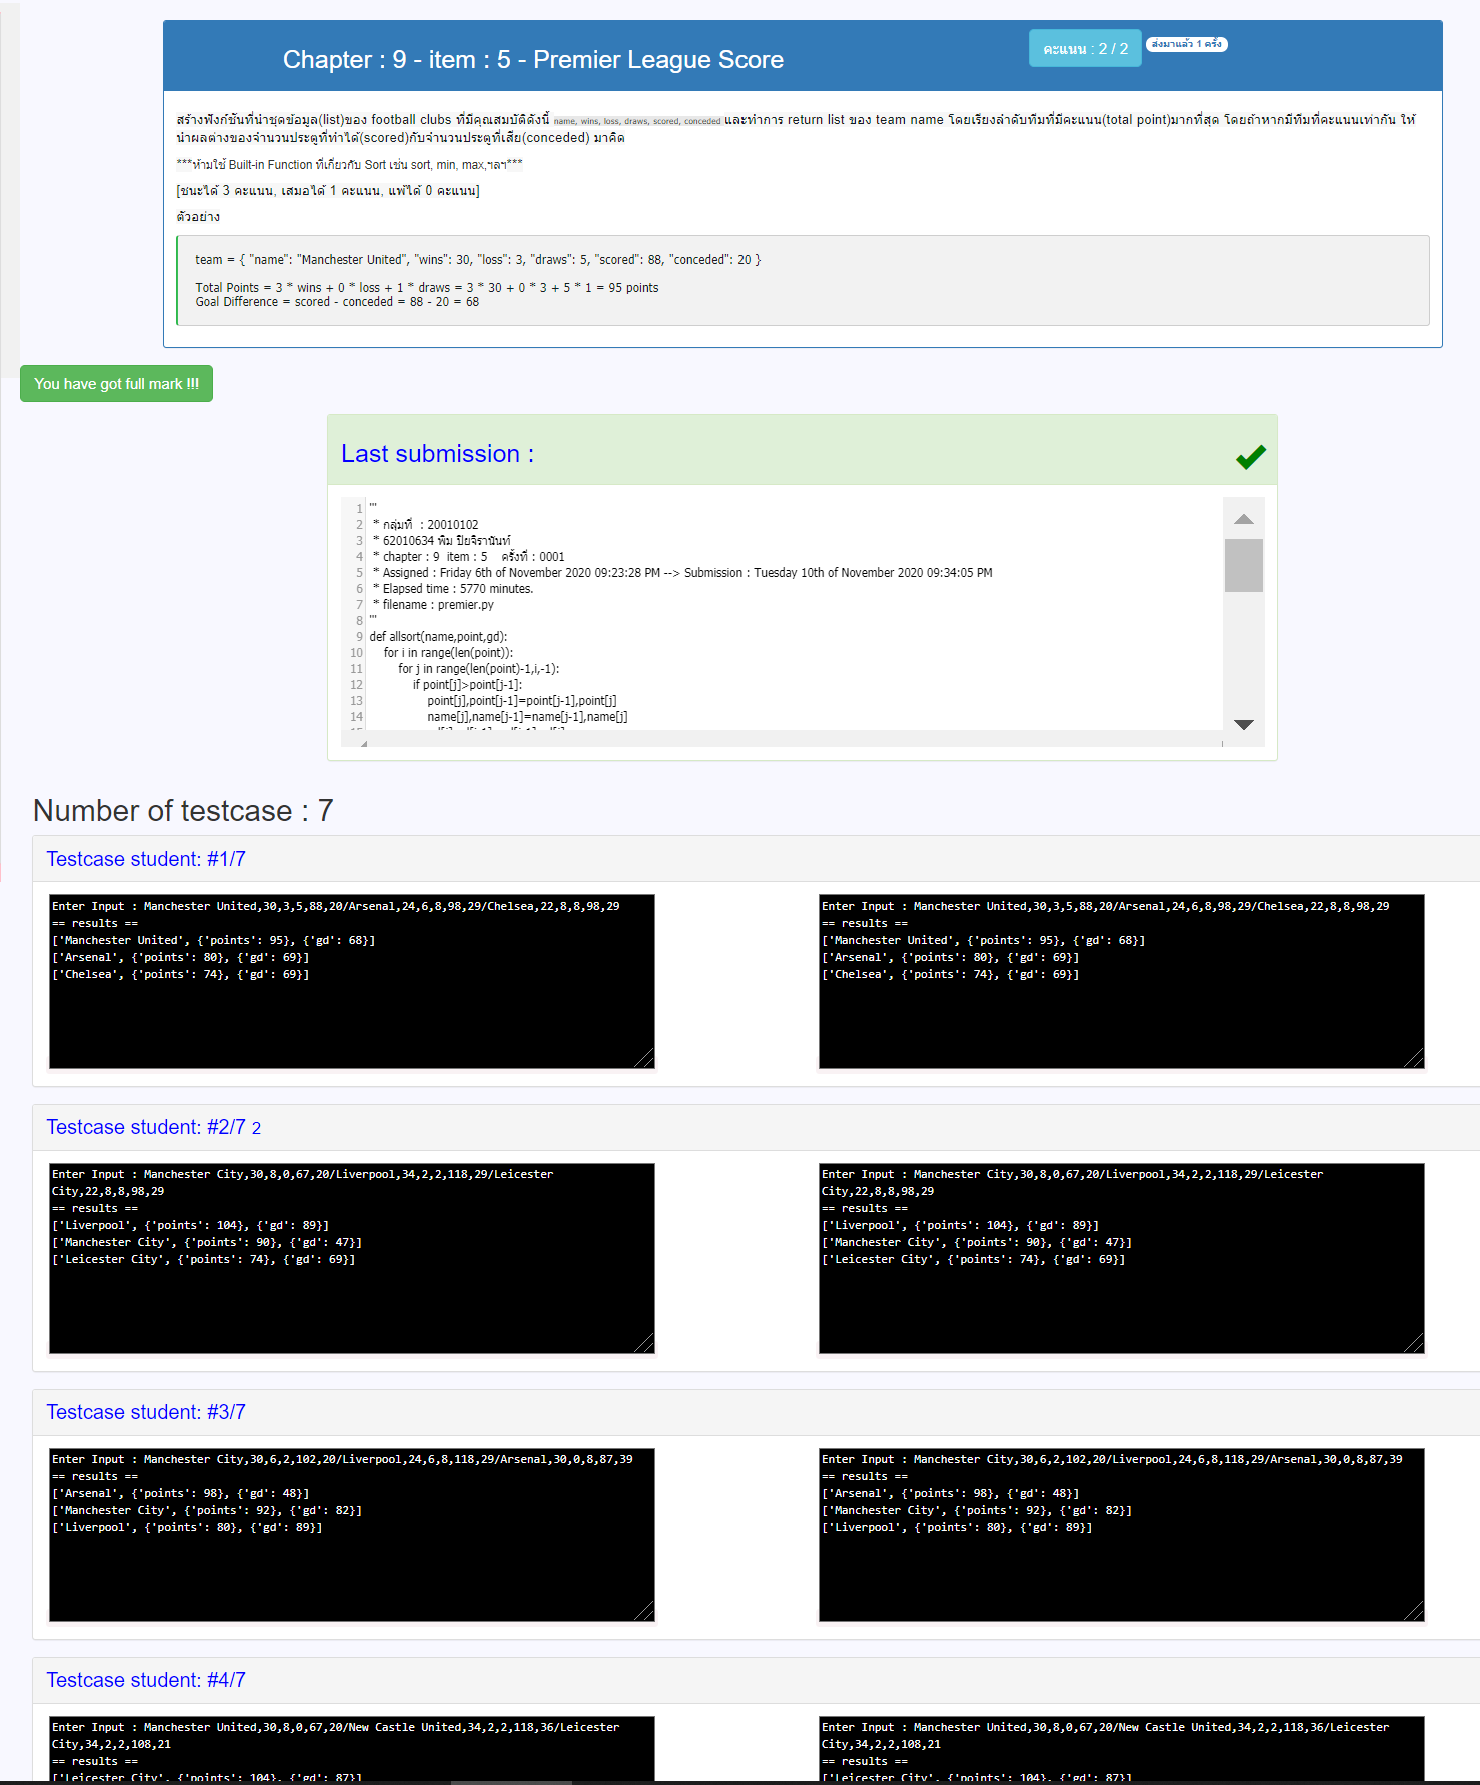 Chapter : 9 - item : 5 - Premier League Score
คะแนน : 2 / 2
ส่งมาแล้ว 1 ครั้ง
สร้างฟังก์ชันที่นำชุดข้อมูล(list)ของ football clubs ที่มีคุณสมบัติดังนี้ name, wins, loss, draws, scored, conceded และทำการ return list ของ team name โดยเรียงลำดับทีมที่มีคะแนน(total point)มากที่สุด โดยถ้าหากมีทีมที่คะแนนเท่ากัน ให้
นำผลต่างของจำนวนประตูที่ทำได้(scored)กับจำนวนประตูที่เสีย(conceded) มาคิด
***ห้ามใช้ Built-in Function ที่เกี่ยวกับ Sort เช่น sort, min, max,ฯลฯ***
[ชนะได้ 3 คะแนน, เสมอได้ 1 คะแนน, แพ้ได้ 0 คะแนน]
ตัวอย่าง
team = { "name": "Manchester United", "wins": 30, "loss": 3, "draws": 5, "scored": 88, "conceded": 20 }
Total Points = 3 * wins + 0 * loss + 1 * draws = 3 * 30 + 0 * 3 + 5 * 1 = 95 points
Goal Difference = scored - conceded = 88 - 20 = 68
You have got full mark !!!
Last submission :
1 '''
2 * กลุ่มที่ : 20010102
3 * 62010634 พิม ปิยจิรานันท์
4 * chapter : 9 item : 5 ครั้งที่ : 0001
5 * Assigned : Friday 6th of November 2020 09:23:28 PM --> Submission : Tuesday 10th of November 2020 09:34:05 PM
6 * Elapsed time : 5770 minutes.
7 * filename : premier.py
8 '''
9 def allsort(name,point,gd):
10 for i in range(len(point)):
11 for j in range(len(point)-1,i,-1):
12 if point[j]>point[j-1]:
13 point[j],point[j-1]=point[j-1],point[j]
14 name[j],name[j-1]=name[j-1],name[j]
Number of testcase : 7
Testcase student: #1/7
Enter Input : Manchester United,30,3,5,88,20/Arsenal,24,6,8,98,29/Chelsea,22,8,8,98,29
== results ==
['Manchester United', {'points': 95}, {'gd': 68}]
['Arsenal', {'points': 80}, {'gd': 69}]
['Chelsea', {'points': 74}, {'gd': 69}]
Enter Input : Manchester United,30,3,5,88,20/Arsenal,24,6,8,98,29/Chelsea,22,8,8,98,29
== results ==
['Manchester United', {'points': 95}, {'gd': 68}]
['Arsenal', {'points': 80}, {'gd': 69}]
['Chelsea', {'points': 74}, {'gd': 69}]
Testcase student: #2/7 2
Enter Input : Manchester City,30,8,0,67,20/Liverpool,34,2,2,118,29/Leicester
City,22,8,8,98,29
== results ==
['Liverpool', {'points': 104}, {'gd': 89}]
['Manchester City', {'points': 90}, {'gd': 47}]
['Leicester City', {'points': 74}, {'gd': 69}]
Enter Input : Manchester City,30,8,0,67,20/Liverpool,34,2,2,118,29/Leicester
City,22,8,8,98,29
== results ==
['Liverpool', {'points': 104}, {'gd': 89}]
['Manchester City', {'points': 90}, {'gd': 47}]
['Leicester City', {'points': 74}, {'gd': 69}]
Testcase student: #3/7
Enter Input : Manchester City,30,6,2,102,20/Liverpool,24,6,8,118,29/Arsenal,30,0,8,87,39
== results ==
['Arsenal', {'points': 98}, {'gd': 48}]
['Manchester City', {'points': 92}, {'gd': 82}]
['Liverpool', {'points': 80}, {'gd': 89}]
Enter Input : Manchester City,30,6,2,102,20/Liverpool,24,6,8,118,29/Arsenal,30,0,8,87,39
== results ==
['Arsenal', {'points': 98}, {'gd': 48}]
['Manchester City', {'points': 92}, {'gd': 82}]
['Liverpool', {'points': 80}, {'gd': 89}]
Testcase student: #4/7
Enter Input : Manchester United,30,8,0,67,20/New Castle United,34,2,2,118,36/Leicester
City,34,2,2,108,21
== results ==
['Leicester City', {'points': 104}, {'gd': 87}]
Enter Input : Manchester United,30,8,0,67,20/New Castle United,34,2,2,118,36/Leicester
City,34,2,2,108,21
== results ==
['Leicester City', {'points': 104}, {'gd': 87}]